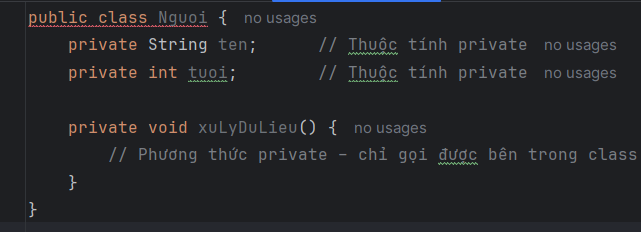 public class Nguoi { no usages
private String ten; // Thuộc tính private no usages
private int tuoi; // Thuộc tính private no usages
private void xuLyDuLieu() { no usages
// Phương thức private – chỉ gọi được bên trong class
}
}